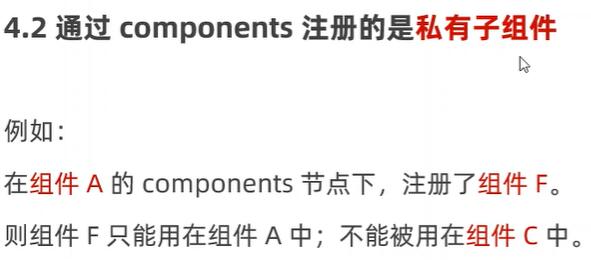 4.2 通过 components 注册的是私有子组件
例如：
在组件 A 的 components 节点下，注册了组件 F。
则组件 F 只能用在组件 A 中；不能被用在组件 C 中。